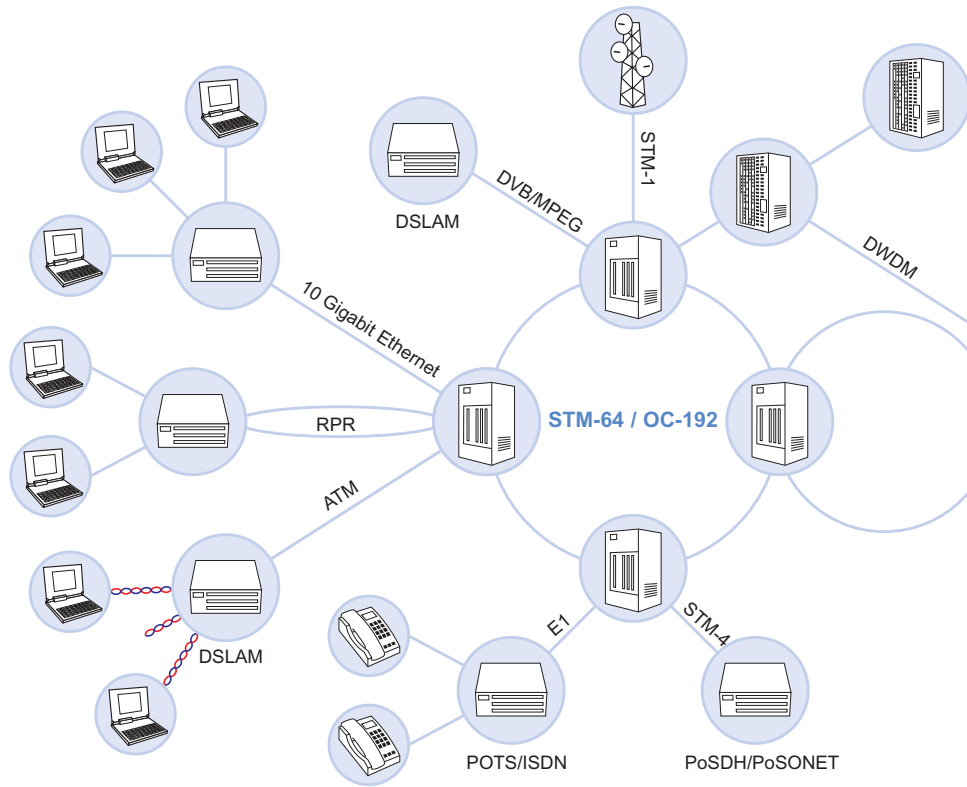 STM-1
DVB/MPEG
DSLAM
DWDM
10 Gigabit Ethernet
STM-64 / OC-192
RPR
ATM
DSLAM
E1
STM-4
POTS/ISDN
PoSDH/PoSONET